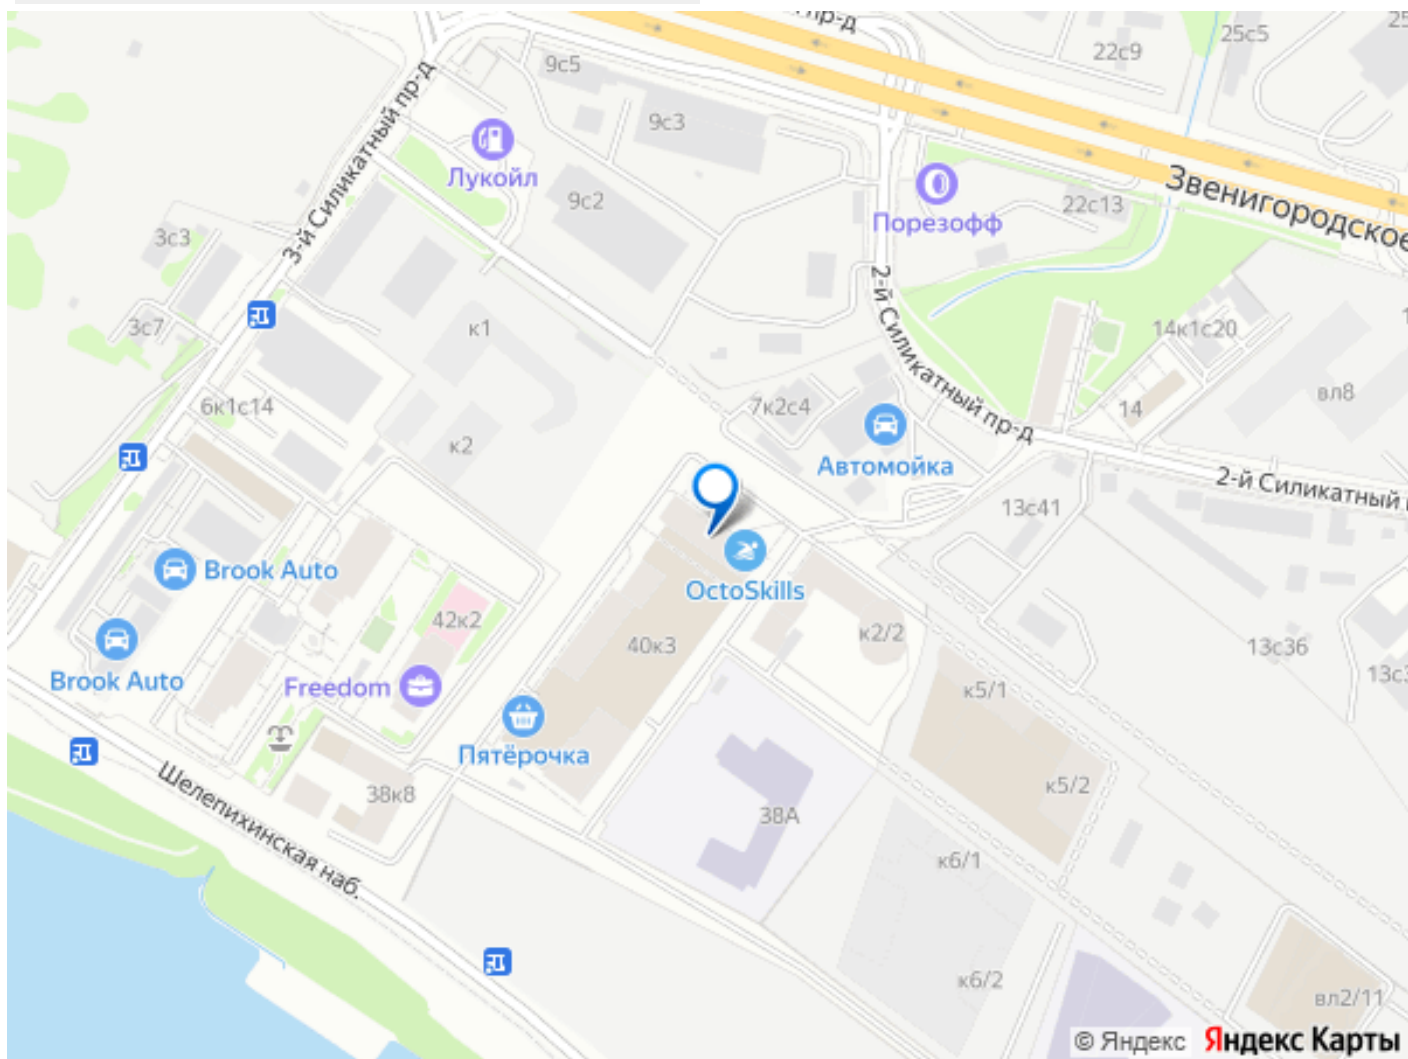 пр-д
25с5
22с9
9с5
3-й Силикатный пр-д
9с3
Лукойл
Звенигородское
9с2
Порезофф
22с13
3с3
2-й Силикатный пр-д
3с7
к1
14к1с20
6к1с14
7к2с4
14
вл8
к2
Автомойка
2-й Силикатный
13с41
Brook Auto
OctoSkills
42к2
40к3
к2/2
13с36
Brook Auto
Freedom
к5/1
Пятёрочка
к5/2
Шелепихинская наб.
38к8
38А
к6/1
к6/2
вл2/11
© Яндекс Яндекс Карты